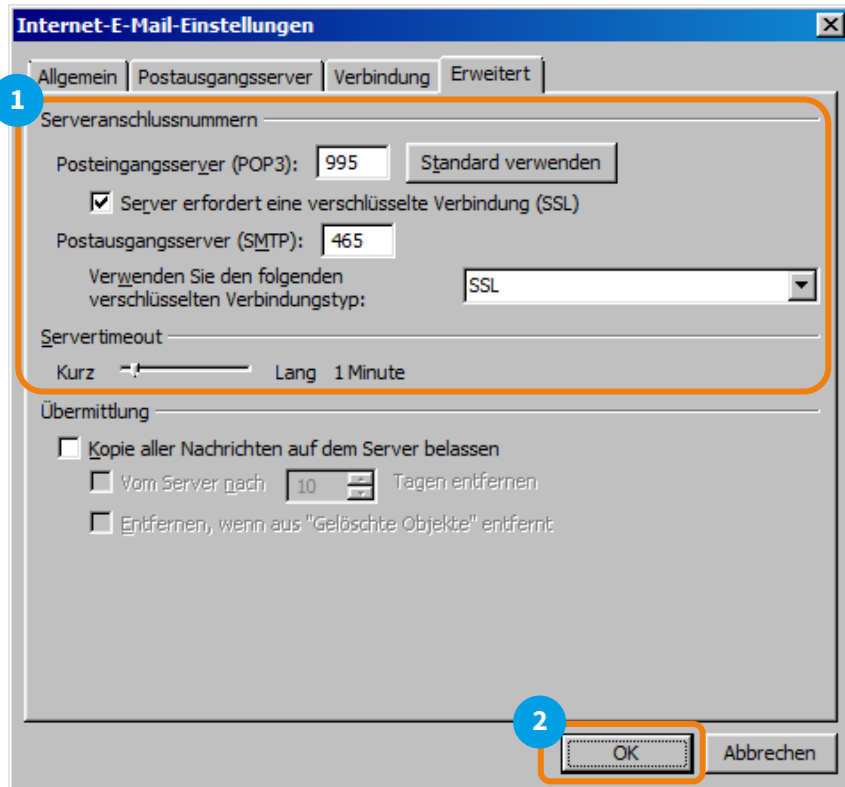 Internet-E-Mail-Einstellungen
Allgemein Postausgangsserver Verbindung Erweitert
1
Serveranschlussnummern
Posteingangsserver (POP3): 995 Standard verwenden
Server erfordert eine verschlüsselte Verbindung (SSL)
Postausgangsserver (SMTP): 465
Verwenden Sie den folgenden
verschlüsselten Verbindungstyp: SSL
Servertimeout
Kurz Lang 1 Minute
Übermittlung
Kopie aller Nachrichten auf dem Server belassen
Vom Server nach 10 Tagen entfernen
Entfernen, wenn aus "Gelöschte Objekte" entfernt
2
OK Abbrechen